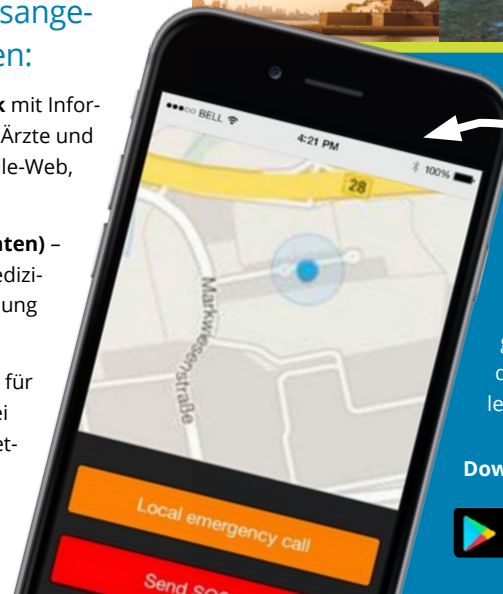 sange-
en:
k mit Infor-
Ärzte und
le-Web,
ten) –
edizi-
ung
für
ei
et-
BELL
4:21 PM
100%
28
Markwiesenstraße
Local emergency call
Send SOS
le
Dow